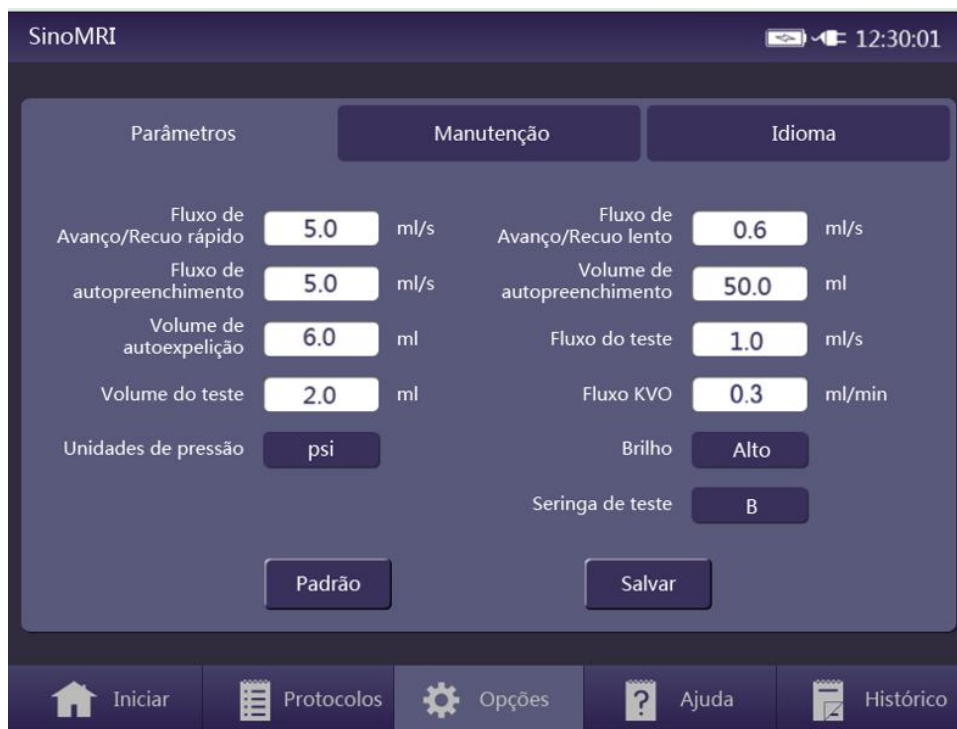 SinoMRI
12:30:01
Parâmetros
Manutenção
Idioma
Fluxo de
Avanço/Recuo rápido
5.0
ml/s
Fluxo de
Avanço/Recuo lento
0.6
ml/s
Fluxo de
autopreenchimento
5.0
ml/s
Volume de
autopreenchimento
50.0
ml
Volume de
autoexpelição
6.0
ml
Fluxo do teste
1.0
ml/s
Volume do teste
2.0
ml
Fluxo KVO
0.3
ml/min
Unidades de pressão
psi
Brilho
Alto
Seringa de teste
B
Padrão
Salvar
Iniciar
Protocolos
Opções
?
Ajuda
Histórico